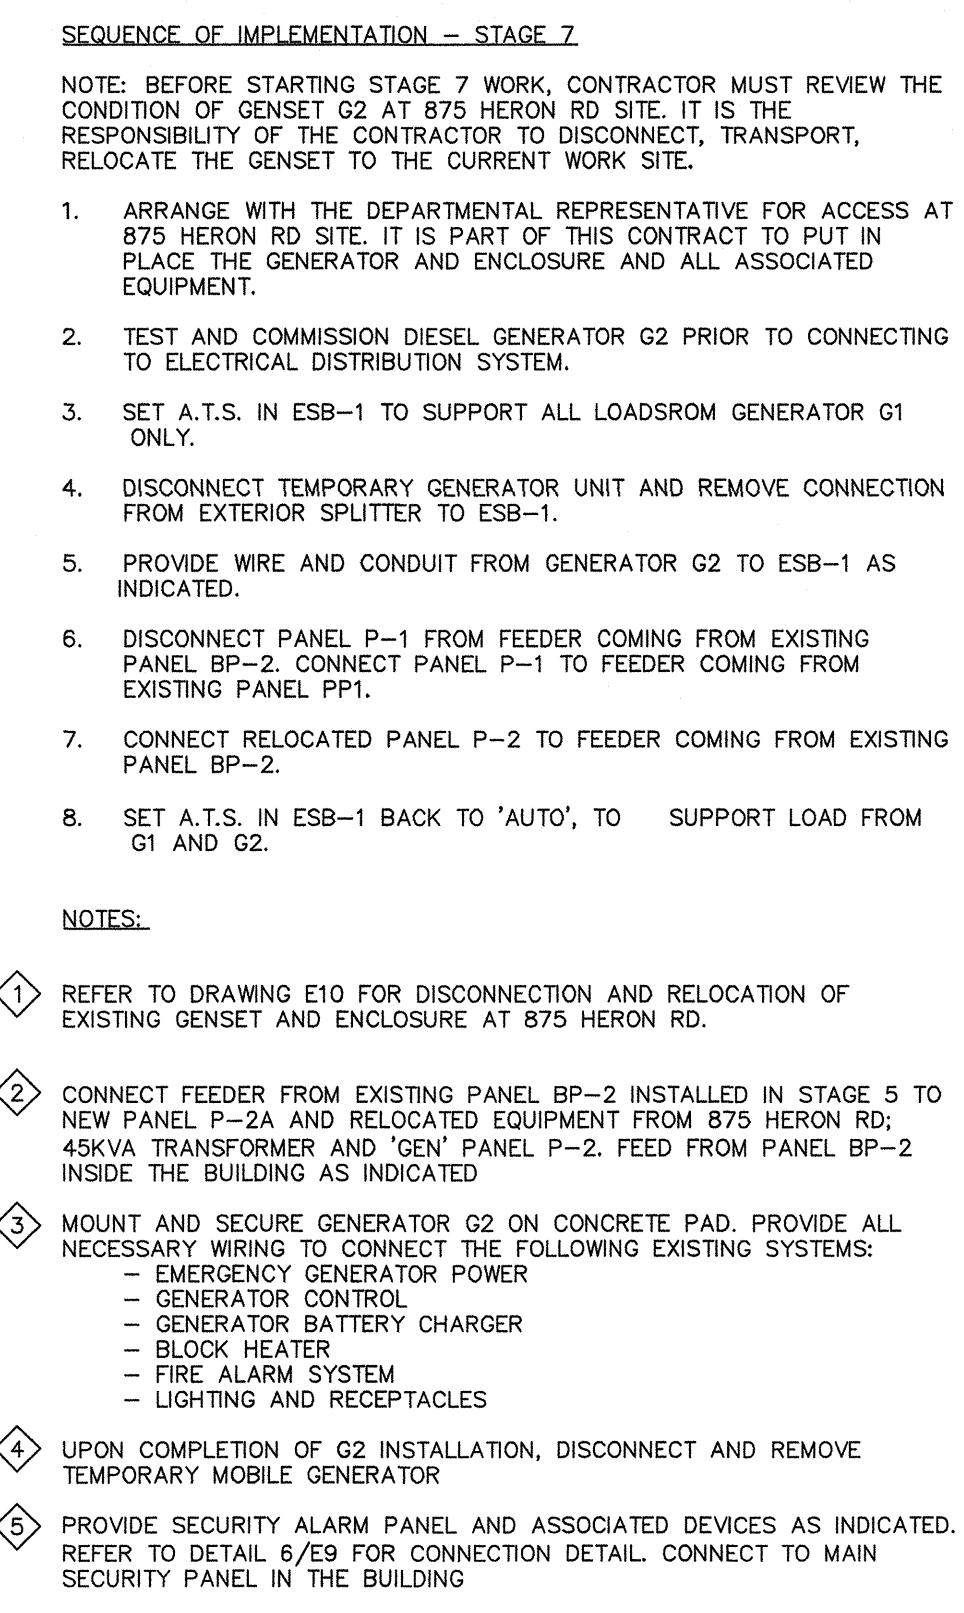 SEQUENCE OF IMPLEMENTATION – STAGE 7
NOTE: BEFORE STARTING STAGE 7 WORK, CONTRACTOR MUST REVIEW THE
CONDITION OF GENSET G2 AT 875 HERON RD SITE. IT IS THE
RESPONSIBILITY OF THE CONTRACTOR TO DISCONNECT, TRANSPORT,
RELOCATE THE GENSET TO THE CURRENT WORK SITE.
1. ARRANGE WITH THE DEPARTMENTAL REPRESENTATIVE FOR ACCESS AT
875 HERON RD SITE. IT IS PART OF THIS CONTRACT TO PUT IN
PLACE THE GENERATOR AND ENCLOSURE AND ALL ASSOCIATED
EQUIPMENT.
2. TEST AND COMMISSION DIESEL GENERATOR G2 PRIOR TO CONNECTING
TO ELECTRICAL DISTRIBUTION SYSTEM.
3. SET A.T.S. IN ESB–1 TO SUPPORT ALL LOADSROM GENERATOR G1
ONLY.
4. DISCONNECT TEMPORARY GENERATOR UNIT AND REMOVE CONNECTION
FROM EXTERIOR SPLITTER TO ESB–1.
5. PROVIDE WIRE AND CONDUIT FROM GENERATOR G2 TO ESB–1 AS
INDICATED.
6. DISCONNECT PANEL P–1 FROM FEEDER COMING FROM EXISTING
PANEL BP–2. CONNECT PANEL P–1 TO FEEDER COMING FROM
EXISTING PANEL PP1.
7. CONNECT RELOCATED PANEL P–2 TO FEEDER COMING FROM EXISTING
PANEL BP–2.
8. SET A.T.S. IN ESB–1 BACK TO 'AUTO', TO SUPPORT LOAD FROM
G1 AND G2.
NOTES:
1 REFER TO DRAWING E10 FOR DISCONNECTION AND RELOCATION OF
EXISTING GENSET AND ENCLOSURE AT 875 HERON RD.
2 CONNECT FEEDER FROM EXISTING PANEL BP–2 INSTALLED IN STAGE 5 TO
NEW PANEL P–2A AND RELOCATED EQUIPMENT FROM 875 HERON RD;
45KVA TRANSFORMER AND 'GEN' PANEL P–2. FEED FROM PANEL BP–2
INSIDE THE BUILDING AS INDICATED
3 MOUNT AND SECURE GENERATOR G2 ON CONCRETE PAD. PROVIDE ALL
NECESSARY WIRING TO CONNECT THE FOLLOWING EXISTING SYSTEMS:
– EMERGENCY GENERATOR POWER
– GENERATOR CONTROL
– GENERATOR BATTERY CHARGER
– BLOCK HEATER
– FIRE ALARM SYSTEM
– LIGHTING AND RECEPTACLES
4 UPON COMPLETION OF G2 INSTALLATION, DISCONNECT AND REMOVE
TEMPORARY MOBILE GENERATOR
5 PROVIDE SECURITY ALARM PANEL AND ASSOCIATED DEVICES AS INDICATED.
REFER TO DETAIL 6/E9 FOR CONNECTION DETAIL. CONNECT TO MAIN
SECURITY PANEL IN THE BUILDING